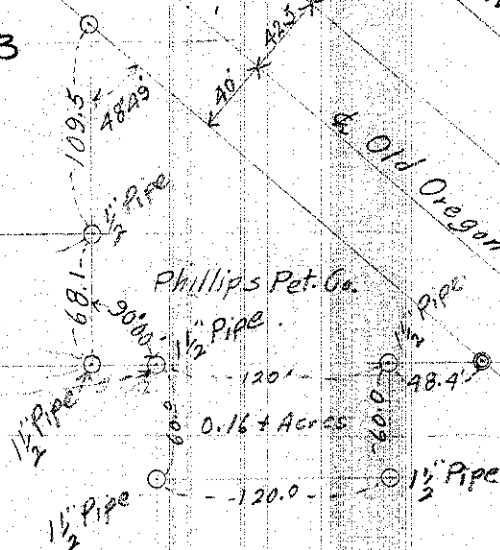 3
42.5
40'
109.5
48°49'
1½" Pipe
℄ Old Oregon
68.1
90°00'
Phillips Pet. Co.
1½" Pipe
1½" Pipe
120'
48.4'
1½" Pipe
60.0
0.16 ± Acres
60.0
120.0
1½" Pipe
1½" Pipe